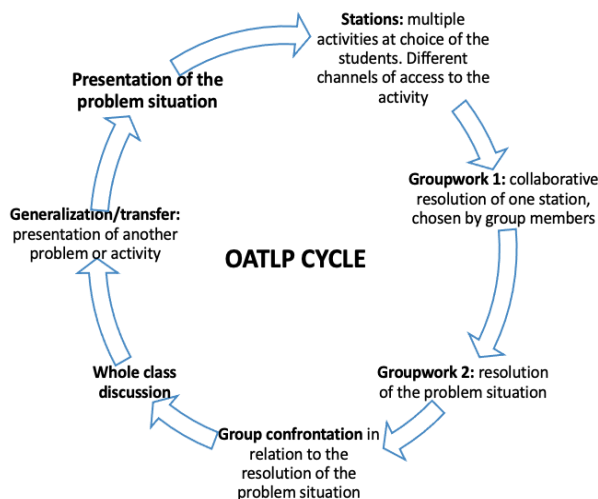 Stations: multiple
activities at choice of the
students. Different
channels of access to the
activity
Presentation of the
problem situation
Groupwork 1: collaborative
resolution of one station,
chosen by group members
Generalization/transfer:
presentation of another
problem or activity
OATLP CYCLE
Groupwork 2: resolution
of the problem situation
Whole class
discussion
Group confrontation in
relation to the
resolution of the
problem situation